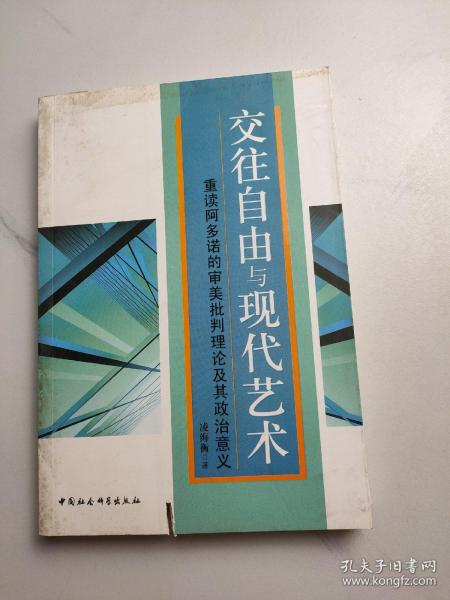 交往自由与现代艺术
重读阿多诺的审美批判理论及其政治意义
凌海衡 著
中国社会科学出版社
孔夫子旧书网
www.kongfz.com